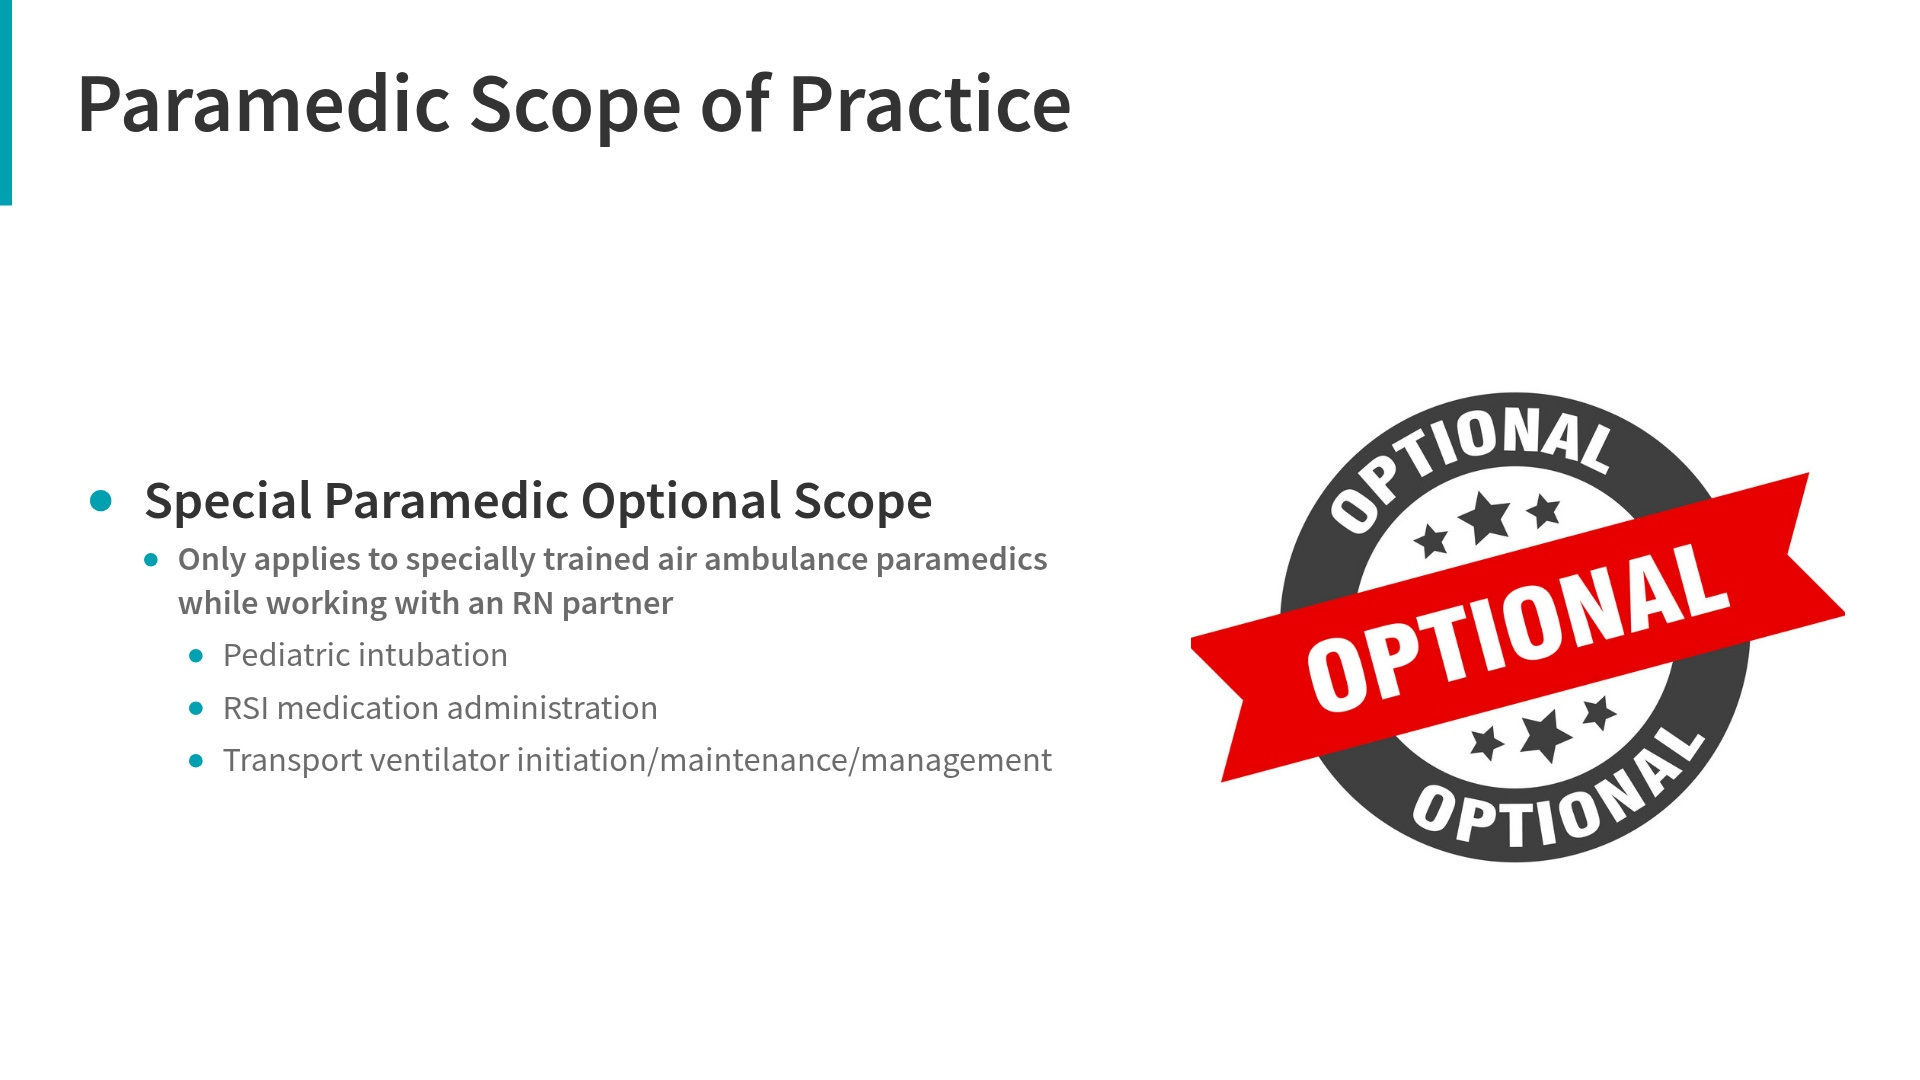 Paramedic Scope of Practice
Special Paramedic Optional Scope
Only applies to specially trained air ambulance paramedics
while working with an RN partner
Pediatric intubation
RSI medication administration
Transport ventilator initiation/maintenance/management
OPTIONAL
OPTIONAL
OPTIONAL